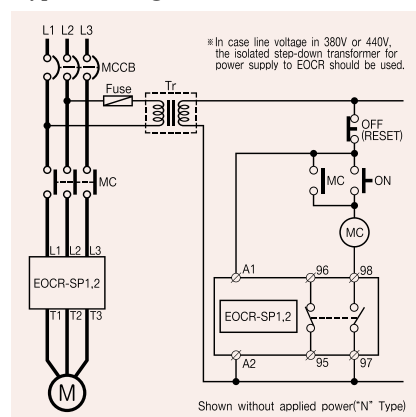 L1 L2 L3
※In case line voltage in 380V or 440V,
the isolated step-down transformer for
power supply to EOCR should be used.
MCCB
Fuse
Tr
OFF
(RESET)
MC
MC
ON
MC
L1 L2 L3
A1
96
98
EOCR-SP1,2
EOCR-SP1,2
T1 T2 T3
A2
95
97
M
Shown without applied power("N" Type)